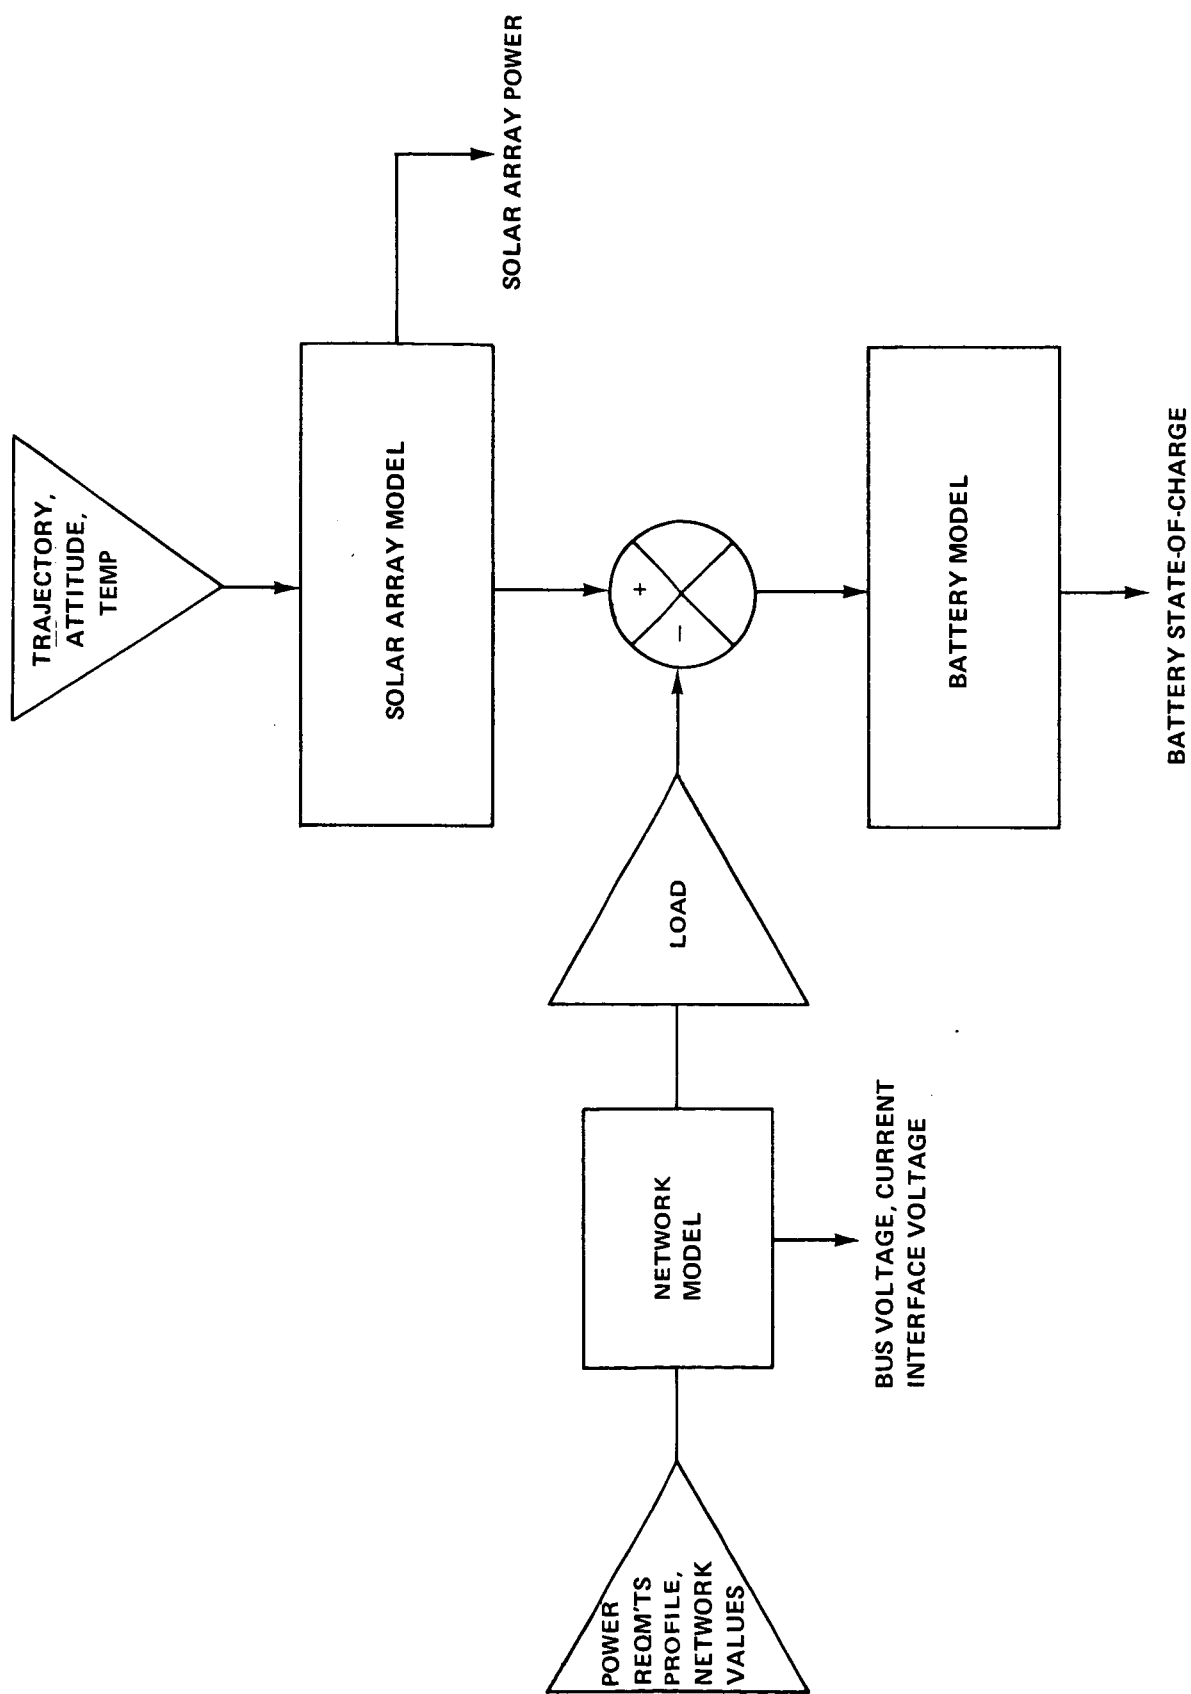 TRAJECTORY,
ATTITUDE,
TEMP
SOLAR ARRAY MODEL
SOLAR ARRAY POWER
+
−
POWER
REQM'TS
PROFILE,
NETWORK
VALUES
NETWORK
MODEL
LOAD
BUS VOLTAGE, CURRENT
INTERFACE VOLTAGE
BATTERY MODEL
BATTERY STATE-OF-CHARGE